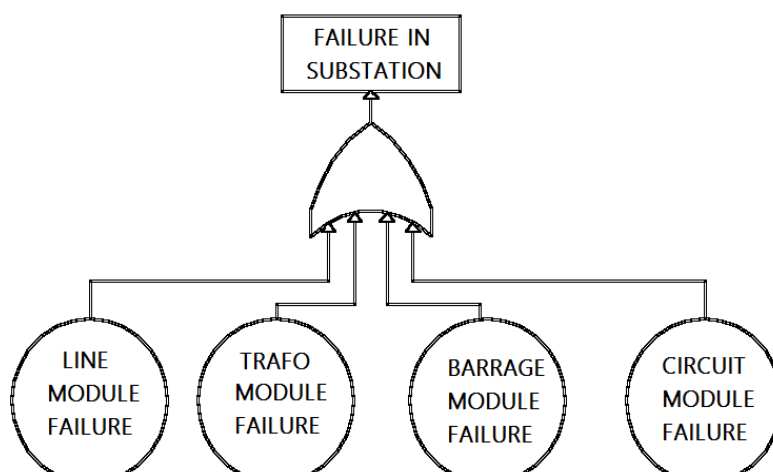 FAILURE IN
SUBSTATION
LINE
MODULE
FAILURE
TRAFO
MODULE
FAILURE
BARRAGE
MODULE
FAILURE
CIRCUIT
MODULE
FAILURE